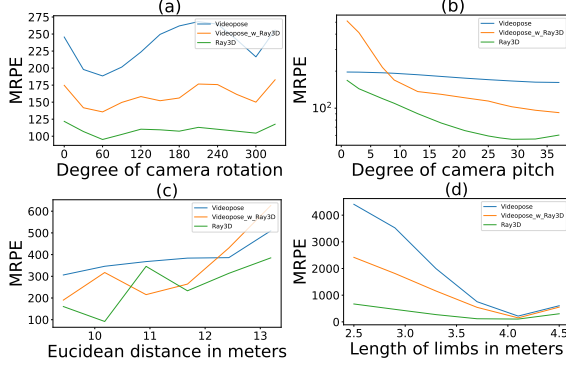 (a)
MRPE
275
250
225
200
175
150
125
100
Videopose
Videopose_w_Ray3D
Ray3D
0 60 120 180 240 300
Degree of camera rotation
(b)
MRPE
10²
Videopose
Videopose_w_Ray3D
Ray3D
0 5 10 15 20 25 30 35
Degree of camera pitch
(c)
MRPE
600
500
400
300
200
100
Videopose
Videopose_w_Ray3D
Ray3D
10 11 12 13
Eucidean distance in meters
(d)
MRPE
4000
3000
2000
1000
0
Videopose
Videopose_w_Ray3D
Ray3D
2.5 3.0 3.5 4.0 4.5
Length of limbs in meters